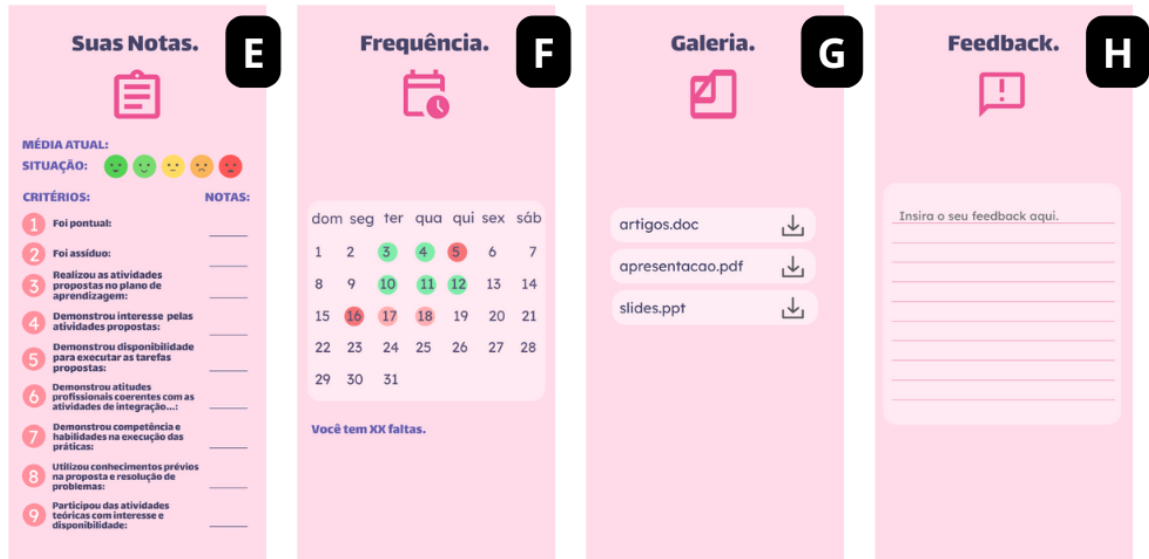 Suas Notas.
E
MÉDIA ATUAL:
SITUAÇÃO:
CRITÉRIOS: NOTAS:
1 Foi pontual:
2 Foi assíduo:
3 Realizou as atividades
propostas no plano de
aprendizagem:
4 Demonstrou interesse pelas
atividades propostas:
5 Demonstrou disponibilidade
para executar as tarefas
propostas:
6 Demonstrou atitudes
profissionais coerentes com as
atividades de integração...:
7 Demonstrou competência e
habilidades na execução das
práticas:
8 Utilizou conhecimentos prévios
na proposta e resolução de
problemas:
9 Participou das atividades
teóricas com interesse e
disponibilidade:
Frequência.
F
dom seg ter qua qui sex sáb
1 2 3 4 5 6 7
8 9 10 11 12 13 14
15 16 17 18 19 20 21
22 23 24 25 26 27 28
29 30 31
Você tem XX faltas.
Galeria.
G
artigos.doc
apresentacao.pdf
slides.ppt
Feedback.
H
Insira o seu feedback aqui.